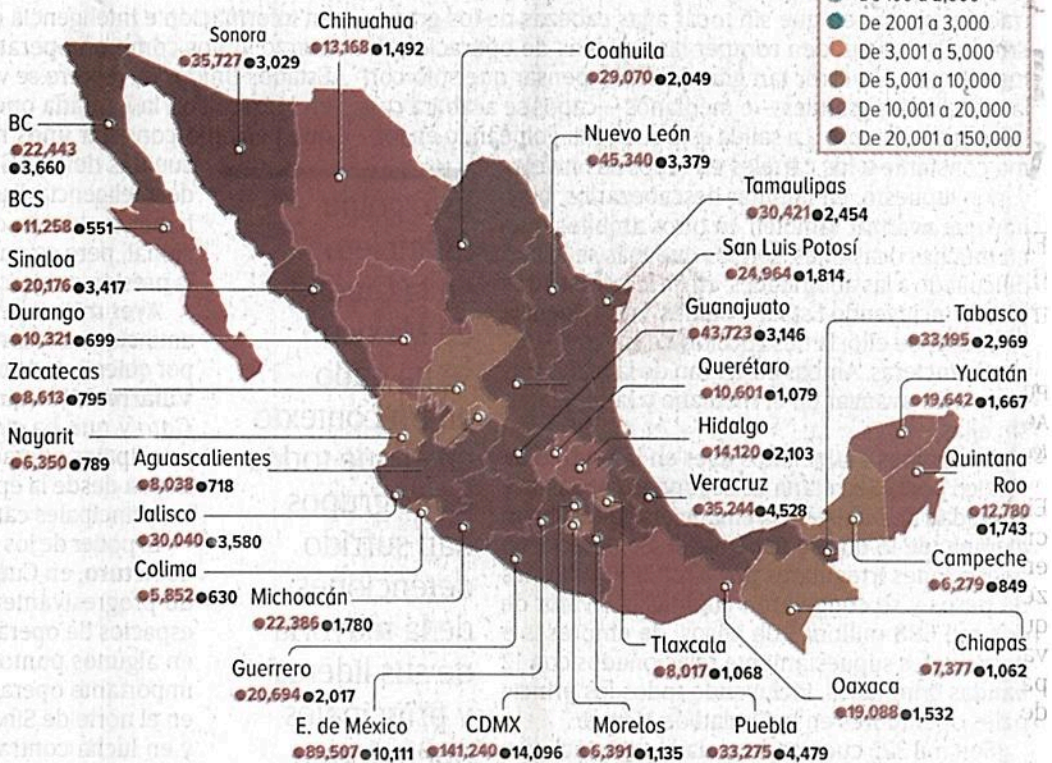 De 2001 a 3,000
De 3,001 a 5,000
De 5,001 a 10,000
De 10,001 a 20,000
De 20,001 a 150,000
Sonora
35,727 3,029
Chihuahua
13,168 1,492
Coahuila
29,070 2,049
Nuevo León
45,340 3,379
Tamaulipas
30,421 2,454
San Luis Potosí
24,964 1,814
Guanajuato
43,723 3,146
Querétaro
10,601 1,079
Hidalgo
14,120 2,103
Veracruz
35,244 4,528
Tabasco
33,195 2,969
Yucatán
19,642 1,667
Quintana
Roo
12,780
1,743
Campeche
6,279 849
Chiapas
7,377 1,062
Oaxaca
19,088 1,532
Tlaxcala
8,017 1,068
Puebla
33,275 4,479
Morelos
6,391 1,135
CDMX
141,240 14,096
E. de México
89,507 10,111
Guerrero
20,694 2,017
Michoacán
22,386 1,780
Colima
5,852 630
Jalisco
30,040 3,580
Aguascalientes
8,038 718
Nayarit
6,350 789
Zacatecas
8,613 795
Durango
10,321 699
Sinaloa
20,176 3,417
BCS
11,258 551
BC
22,443
3,660